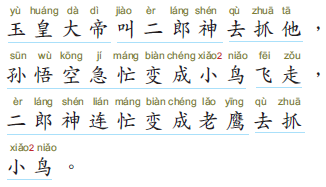 yù huáng dà dì jiào èr láng shén qù zhuā tā
玉皇大帝叫二郎神去抓他，
sūn wù kōng jí máng biàn chéng xiǎo2 niǎo fēi zǒu
孙悟空急忙变成小鸟飞走，
èr láng shén lián máng biàn chéng lǎo yīng qù zhuā
二郎神连忙变成老鹰去抓
xiǎo2 niǎo
小鸟。